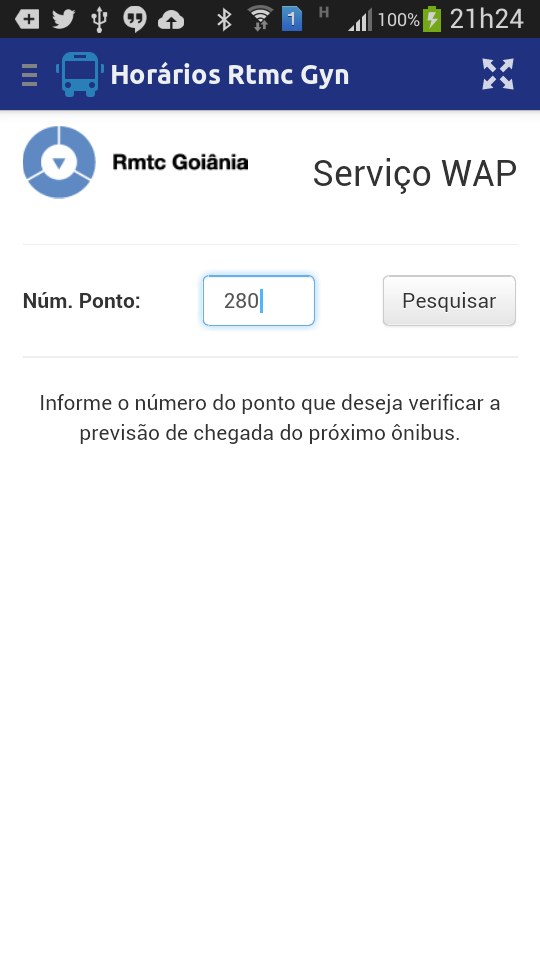 1 H 100% 21h24
Horários Rtmc Gyn
Rmtc Goiânia
Serviço WAP
Núm. Ponto: 280 Pesquisar
Informe o número do ponto que deseja verificar a
previsão de chegada do próximo ônibus.